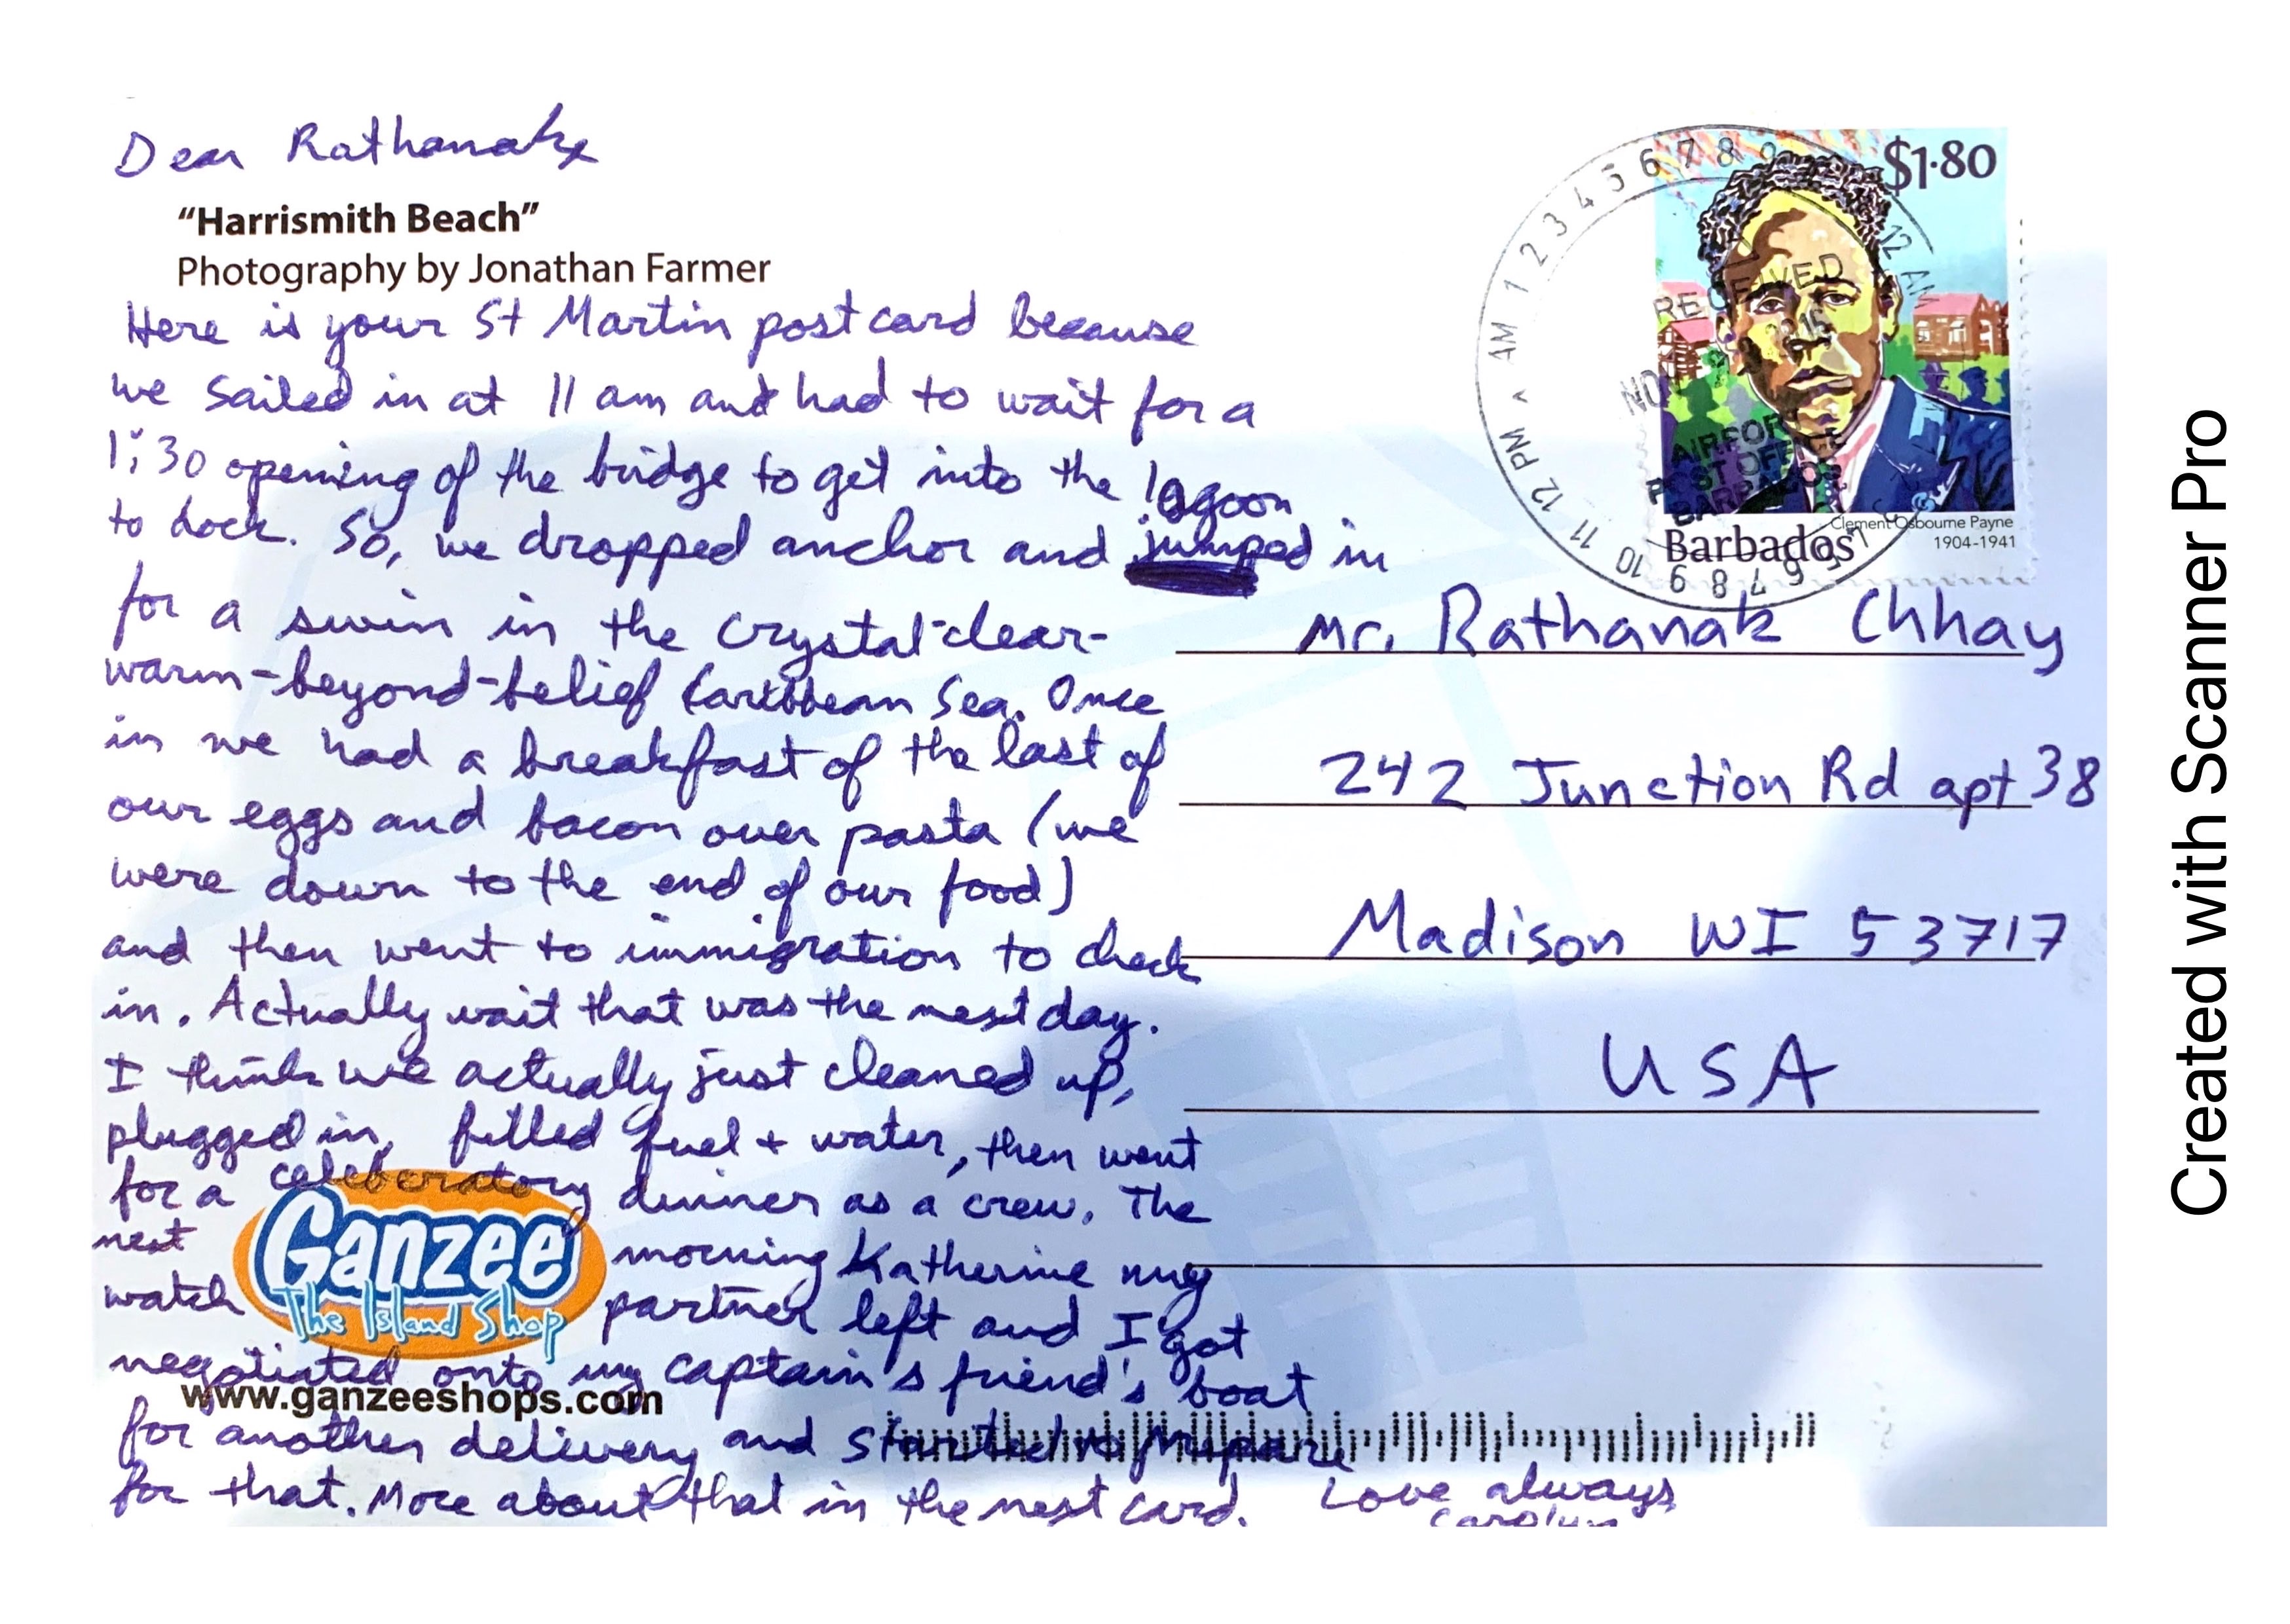 Dear Rathanak
“Harrismith Beach”
Photography by Jonathan Farmer
Here is your St Martin postcard because
we sailed in at 11 am and had to wait for a
1:30 opening of the bridge to get into the lagoon
to dock. So, we dropped anchor and jumped in
for a swim in the crystal-clear-
warm-beyond-belief Caribbean Sea. Once
in we had a breakfast of the last of
our eggs and bacon over pasta (we
were down to the end of our food)
and then went to immigration to check
in. Actually wait that was the next day.
I think we actually just cleaned up,
plugged in, filled fuel + water, then went
for a celeberatory dinner as a crew. The
next morning Katherine my
watch partner left and I got
negotiated onto my captain's friend's boat
for another delivery and started to prepare
for that. More about that in the next card. Love always
Carolyn
Ganzee
The Island Shop
www.ganzeeshops.com
$1.80
Clement Osbourne Payne
1904-1941
Barbados
AM 1 2 3 4 5 6 7 8 9
12 AM
12 PM
11 10 9 8 7 6 5
RECEIVED
AIRPORT
POST OFFICE
BARBADOS
Mr. Rathanak Chhay
242 Junction Rd apt 38
Madison WI 53717
USA
Created with Scanner Pro